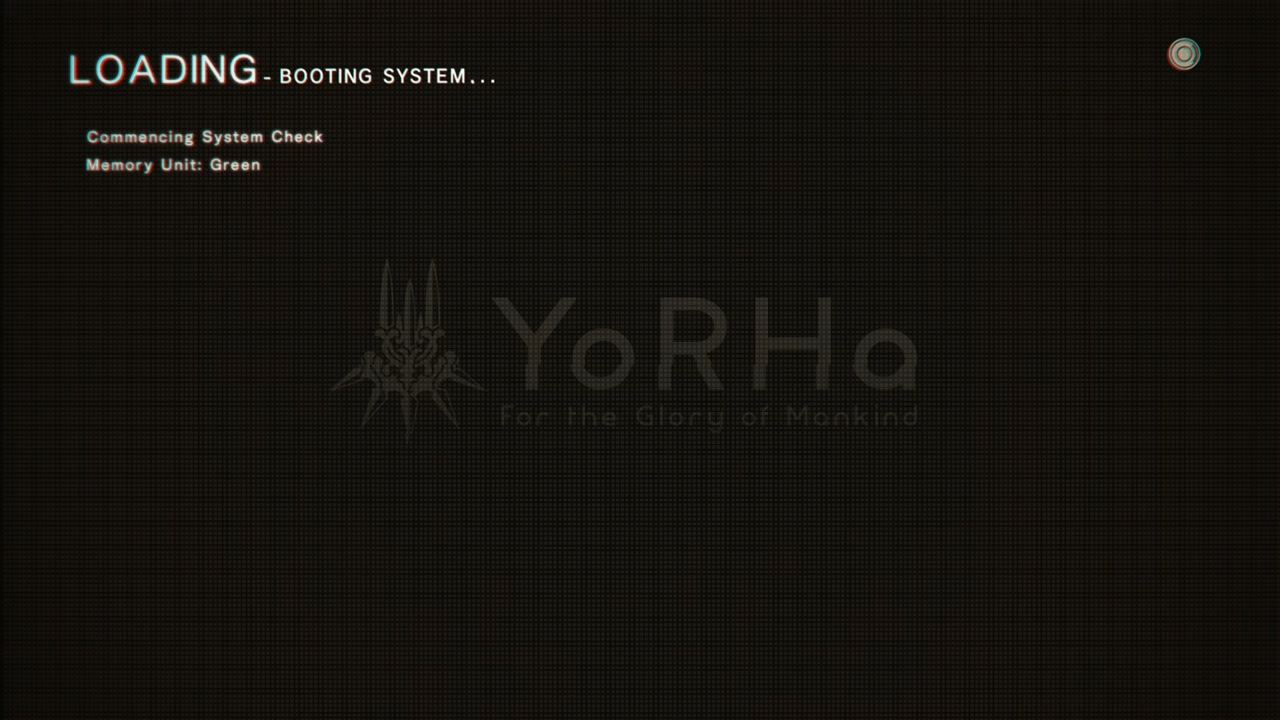 LOADING - BOOTING SYSTEM...
Commencing System Check
Memory Unit: Green
YoRHa
For the Glory of Mankind